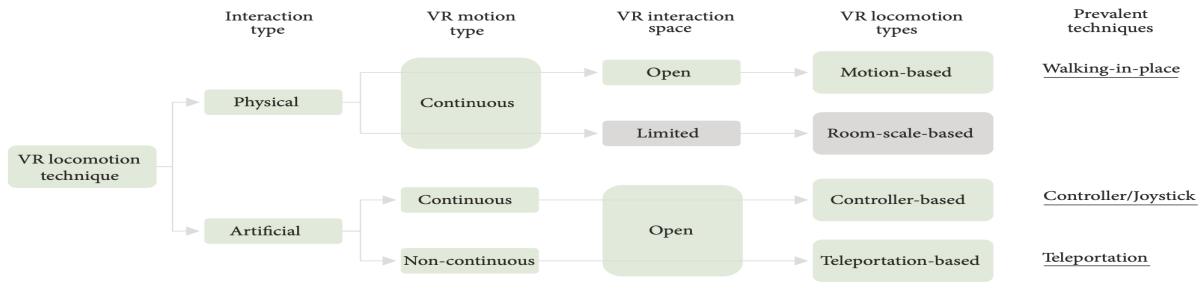 Interaction
type
VR motion
type
VR interaction
space
VR locomotion
types
Prevalent
techniques
Open
Motion-based
Walking-in-place
Physical
Continuous
Limited
Room-scale-based
VR locomotion
technique
Continuous
Controller-based
Controller/Joystick
Artificial
Open
Non-continuous
Teleportation-based
Teleportation